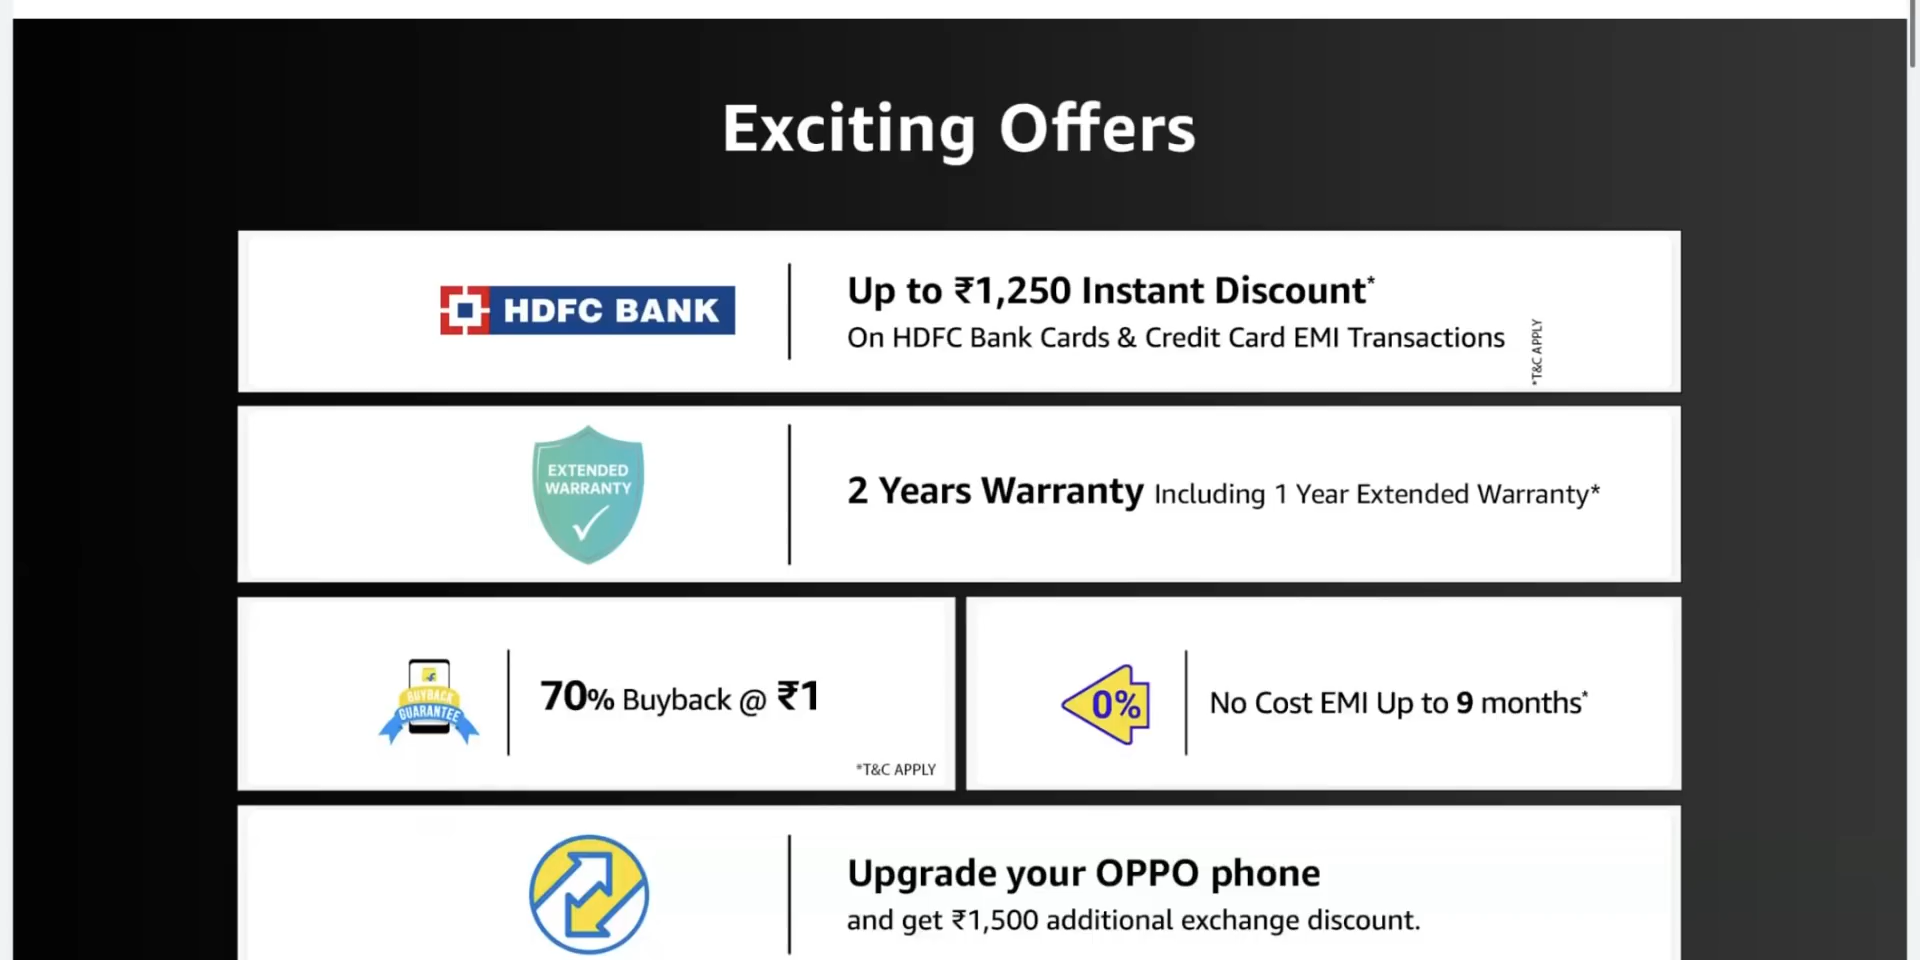 Exciting Offers
HDFC BANK
Up to ₹1,250 Instant Discount*
On HDFC Bank Cards & Credit Card EMI Transactions
*T&C APPLY
EXTENDED
WARRANTY
2 Years Warranty Including 1 Year Extended Warranty*
BUYBACK
GUARANTEE
70% Buyback @ ₹1
*T&C APPLY
0%
No Cost EMI Up to 9 months*
Upgrade your OPPO phone
and get ₹1,500 additional exchange discount.